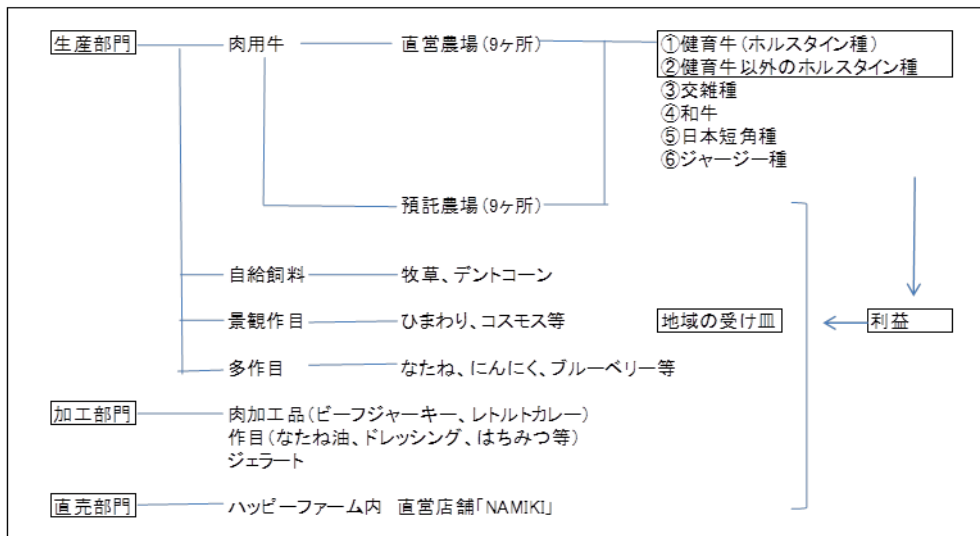 生産部門 肉用牛 直営農場(9ヶ所) ①健育牛(ホルスタイン種)
②健育牛以外のホルスタイン種
③交雑種
④和牛
⑤日本短角種
⑥ジャージー種
預託農場(9ヶ所)
自給飼料 牧草、デントコーン
景観作目 ひまわり、コスモス等 地域の受け皿 利益
多作目 なたね、にんにく、ブルーベリー等
加工部門 肉加工品(ビーフジャーキー、レトルトカレー)
作目(なたね油、ドレッシング、はちみつ等)
ジェラート
直売部門 ハッピーファーム内 直営店舗「NAMIKI」